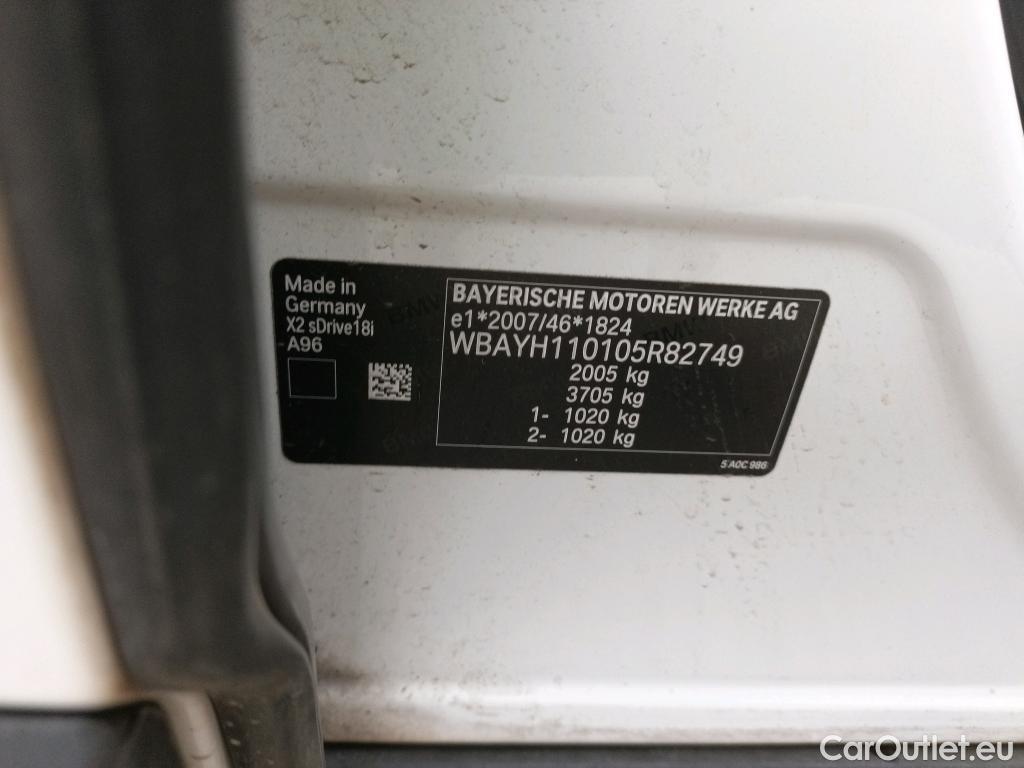 Made in
Germany
X2 sDrive18i
A96
BAYERISCHE MOTOREN WERKE AG
e1*2007/46*1824
WBAYH110105R82749
2005 kg
3705 kg
1- 1020 kg
2- 1020 kg
5 A0C 986
CarOutlet.eu